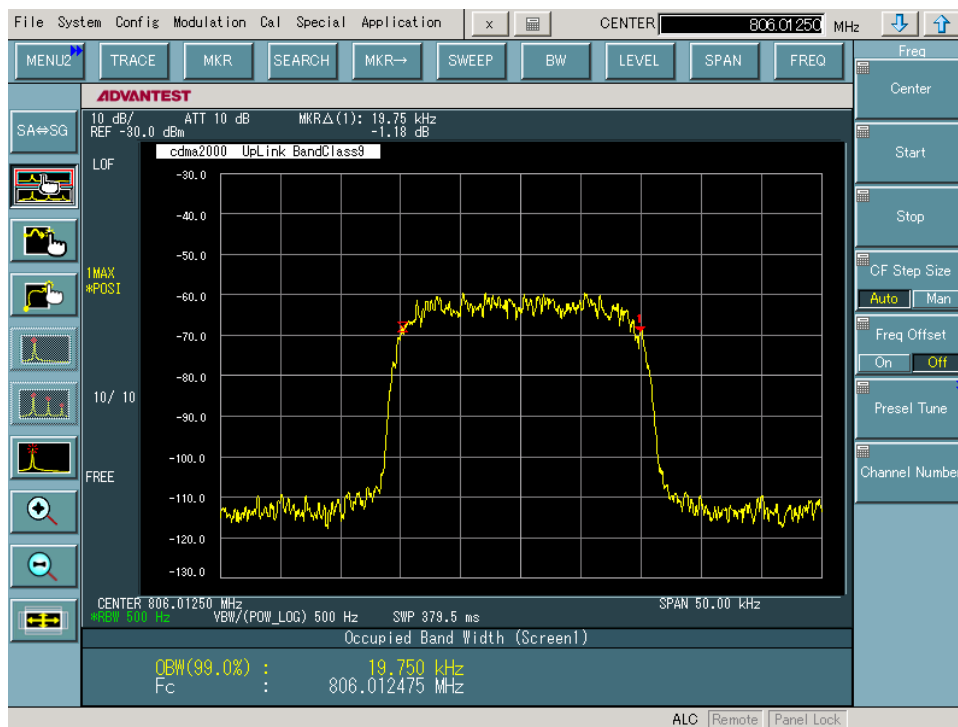 File System Config Modulation Cal Special Application x CENTER 806.01250 MHz
MENU2 TRACE MKR SEARCH MKR→ SWEEP BW LEVEL SPAN FREQ
Freq
Center
Start
Stop
CF Step Size
Auto Man
Freq Offset
On Off
Presel Tune
Channel Number
ADVANTEST
SA⇔SG
10 dB/ ATT 10 dB MKRΔ(1): 19.75 kHz
REF -30.0 dBm -1.18 dB
cdma2000 UpLink BandClass9
LOF
1MAX
*POSI
10/ 10
FREE
-30.0
-40.0
-50.0
-60.0
-70.0
-80.0
-90.0
-100.0
-110.0
-120.0
-130.0
1
CENTER 806.01250 MHz SPAN 50.00 kHz
*RBW 500 Hz VBW/(POW_LOG) 500 Hz SWP 379.5 ms
Occupied Band Width (Screen1)
OBW(99.0%) : 19.750 kHz
Fc : 806.012475 MHz
ALC Remote Panel Lock